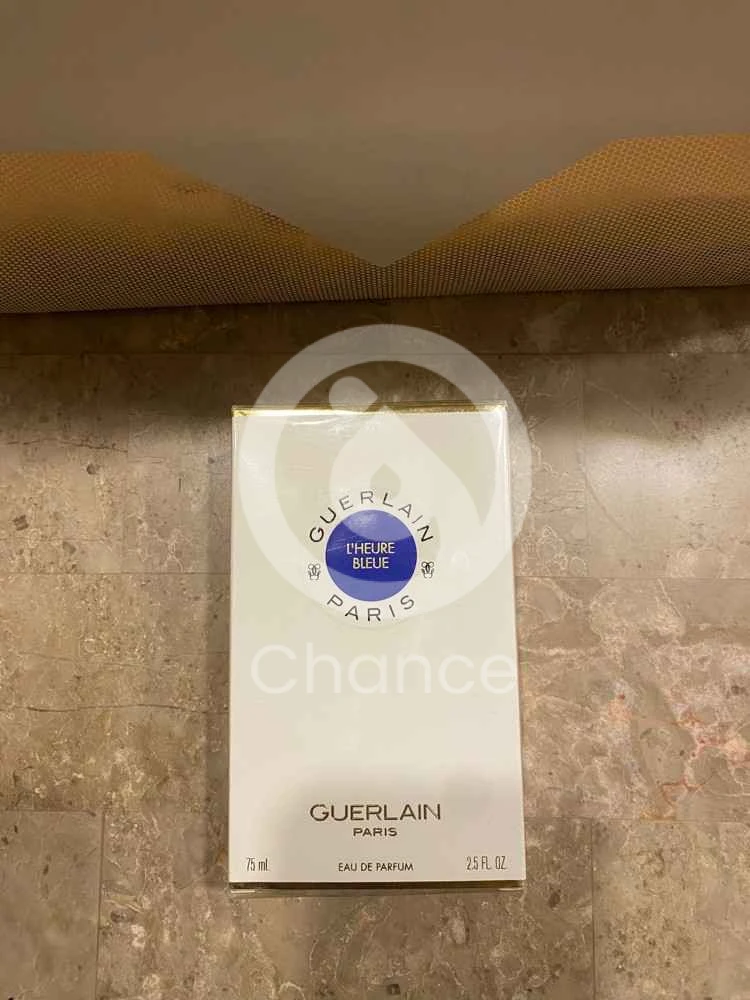 GUERLAIN
L'HEURE
BLEUE
PARIS
Chance
GUERLAIN
PARIS
75 ml.
EAU DE PARFUM
2.5 FL. OZ.